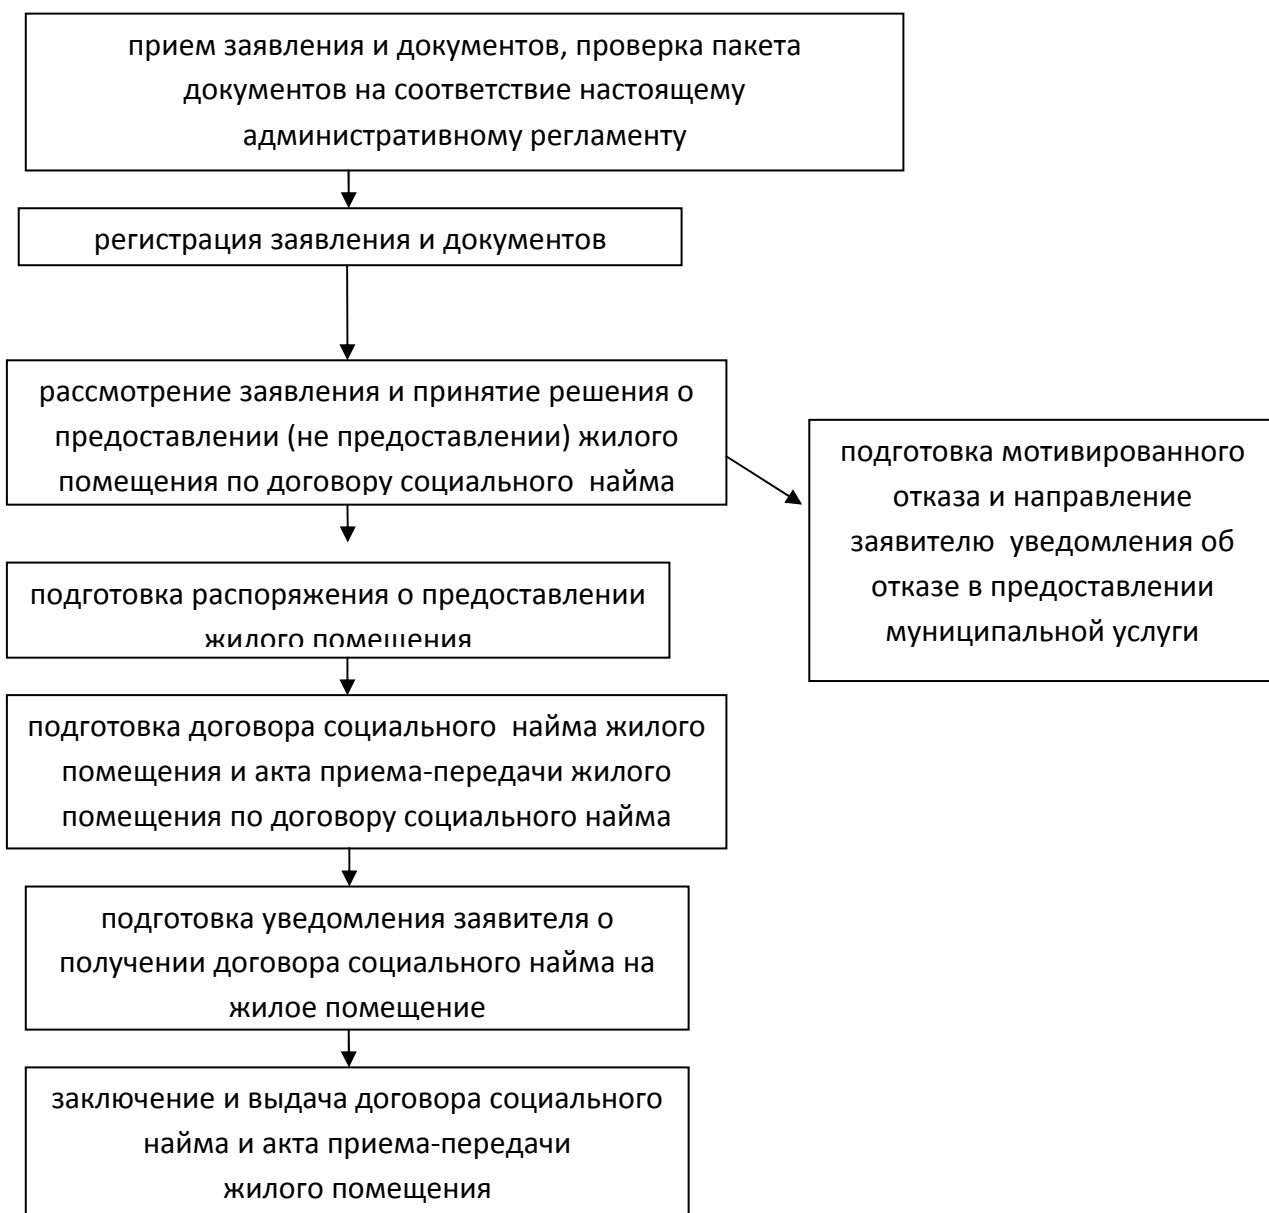 прием заявления и документов, проверка пакета
документов на соответствие настоящему
административному регламенту
регистрация заявления и документов
рассмотрение заявления и принятие решения о
предоставлении (не предоставлении) жилого
помещения по договору социального найма
подготовка мотивированного
отказа и направление
заявителю уведомления об
отказе в предоставлении
муниципальной услуги
подготовка распоряжения о предоставлении
жилого помещения
подготовка договора социального найма жилого
помещения и акта приема-передачи жилого
помещения по договору социального найма
подготовка уведомления заявителя о
получении договора социального найма на
жилое помещение
заключение и выдача договора социального
найма и акта приема-передачи
жилого помещения